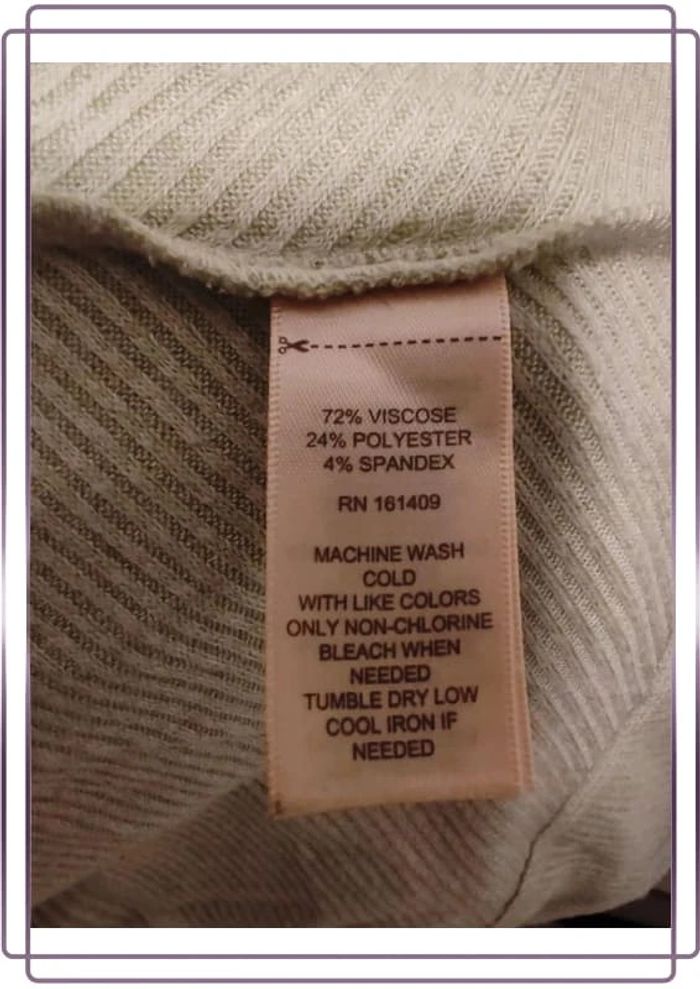 72% VISCOSE
24% POLYESTER
4% SPANDEX
RN 161409
MACHINE WASH
COLD
WITH LIKE COLORS
ONLY NON-CHLORINE
BLEACH WHEN
NEEDED
TUMBLE DRY LOW
COOL IRON IF
NEEDED